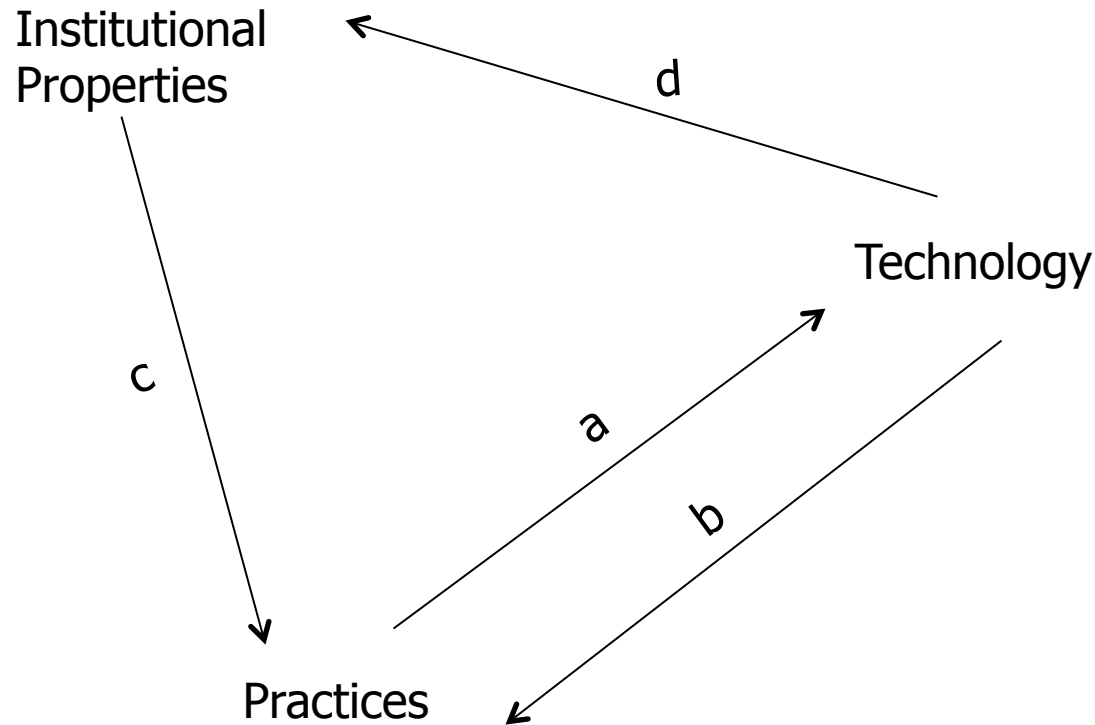 Institutional
Properties
d
Technology
c
a
b
Practices